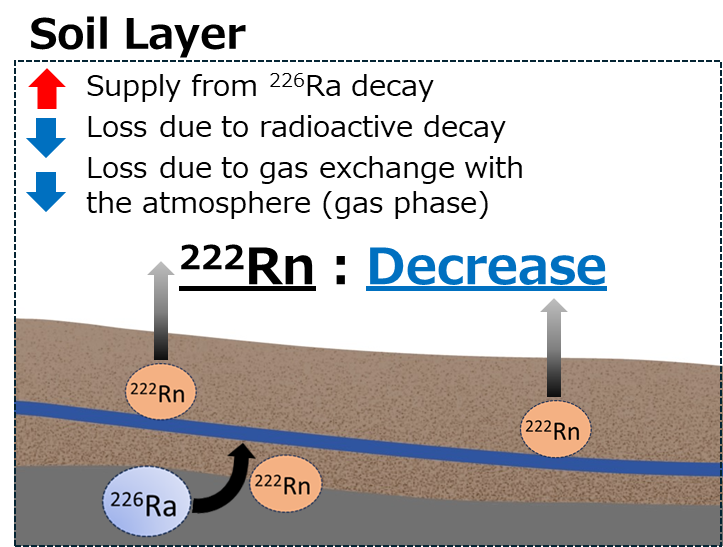 Soil Layer
Supply from ²²⁶Ra decay
Loss due to radioactive decay
Loss due to gas exchange with
the atmosphere (gas phase)
²²²Rn : Decrease
²²²Rn
²²²Rn
²²²Rn
²²⁶Ra